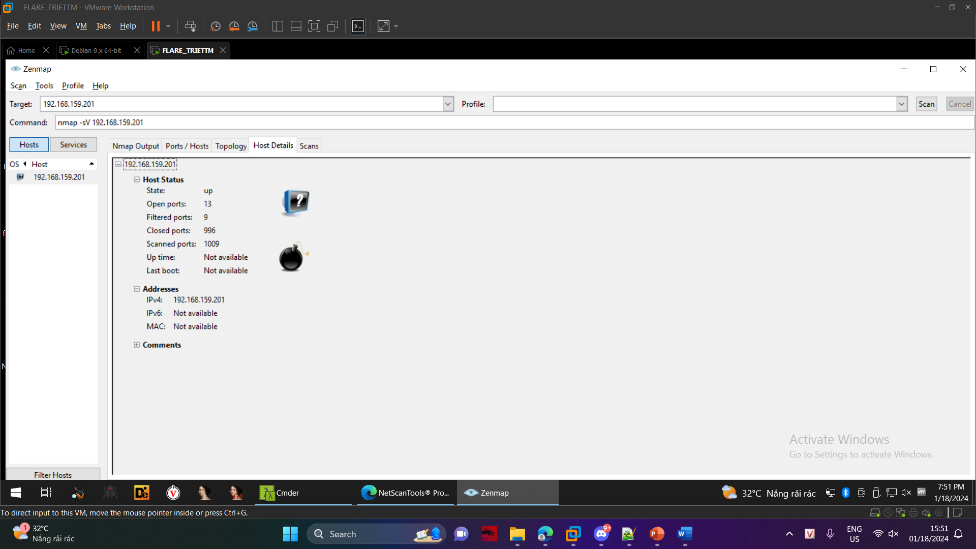 FLARE_TRIETTM - VMware Workstation
File Edit View VM Tabs Help
Home Debian 9.x 64-bit FLARE_TRIETTM
Zenmap
Scan Tools Profile Help
Target: 192.168.159.201 Profile: Scan Cancel
Command: nmap -sV 192.168.159.201
Hosts Services Nmap Output Ports / Hosts Topology Host Details Scans
OS Host
192.168.159.201
192.168.159.201
Host Status
State: up
Open ports: 13
Filtered ports: 9
Closed ports: 996
Scanned ports: 1009
Up time: Not available
Last boot: Not available
Addresses
IPv4: 192.168.159.201
IPv6: Not available
MAC: Not available
Comments
Activate Windows
Go to Settings to activate Windows.
Filter Hosts
Cmder NetScanTools® Pro... Zenmap 32°C Nắng rải rác 7:51 PM
1/18/2024
To direct input to this VM, move the mouse pointer inside or press Ctrl+G.
32°C
Nắng rải rác
Search
ENG
US
15:51
01/18/2024